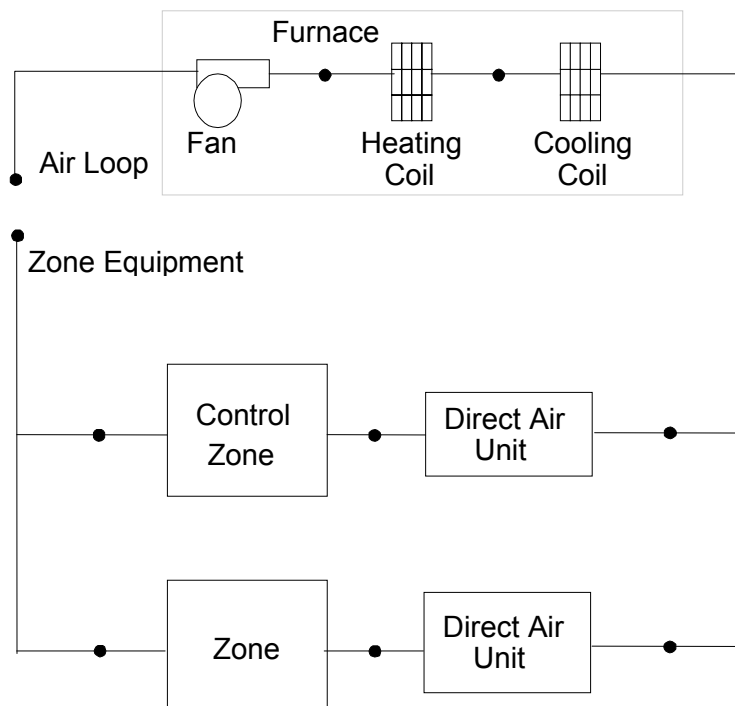 Furnace
Fan
Heating
Coil
Cooling
Coil
Air Loop
Zone Equipment
Control
Zone
Direct Air
Unit
Zone
Direct Air
Unit